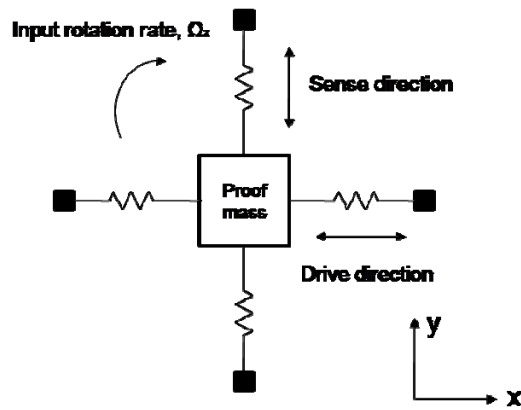 Input rotation rate, Ωz
Sense direction
Proof
mass
Drive direction
y
x